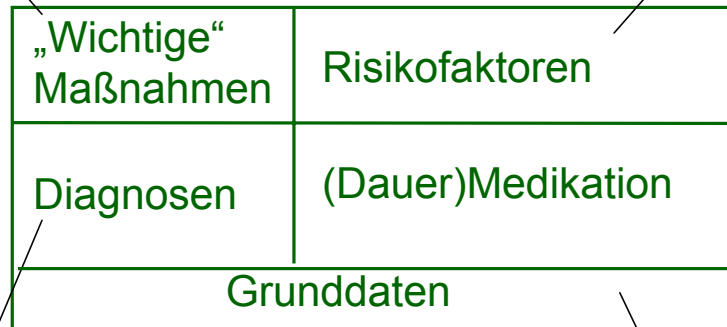 „Wichtige“
Maßnahmen
Risikofaktoren
Diagnosen
(Dauer)Medikation
Grunddaten